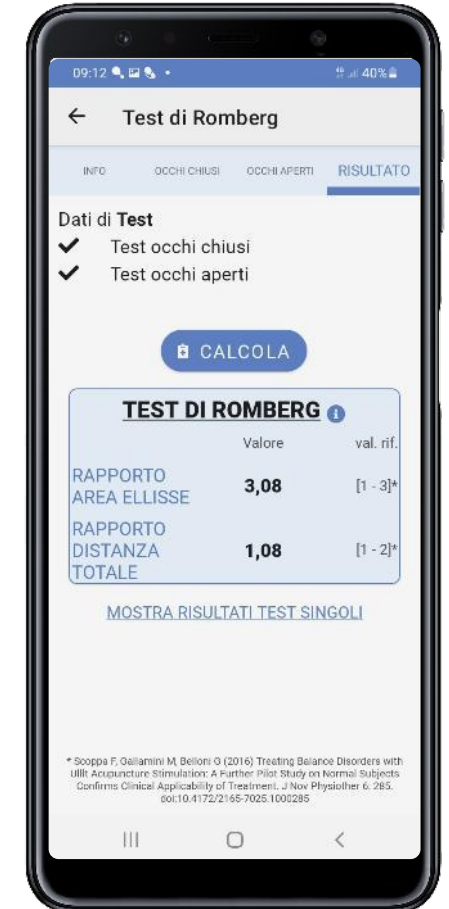 09:12
40%
Test di Romberg
INFO OCCHI CHIUSI OCCHI APERTI RISULTATO
Dati di Test
Test occhi chiusi
Test occhi aperti
CALCOLA
TEST DI ROMBERG
Valore val. rif.
RAPPORTO
AREA ELLISSE 3,08 [1 - 3]*
RAPPORTO
DISTANZA
TOTALE 1,08 [1 - 2]*
MOSTRA RISULTATI TEST SINGOLI
* Scoppa F, Gallamini M, Belloni G (2016) Treating Balance Disorders with
Ullt Acupuncture Stimulation: A Further Pilot Study on Normal Subjects
Confirms Clinical Applicability of Treatment. J Nov Physiother 6: 285.
doi:10.4172/2165-7025.1000285